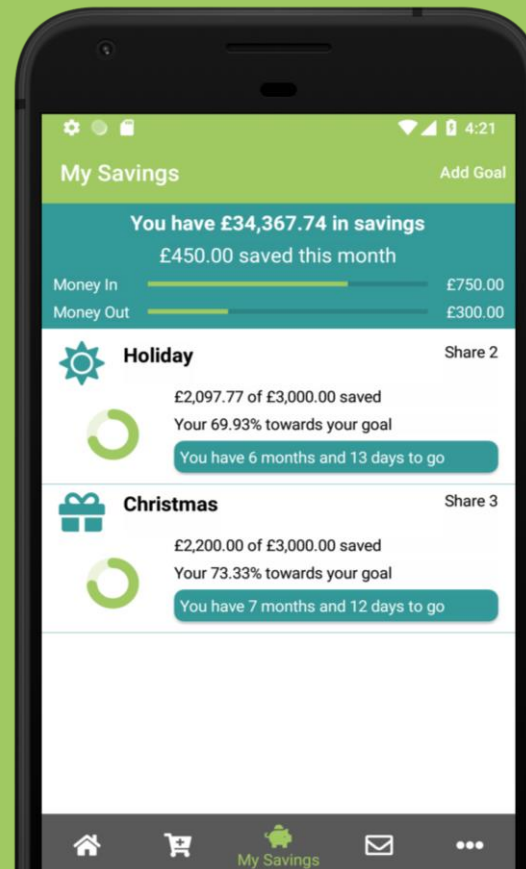 4:21
My Savings
Add Goal
You have £34,367.74 in savings
£450.00 saved this month
Money In £750.00
Money Out £300.00
Holiday Share 2
£2,097.77 of £3,000.00 saved
Your 69.93% towards your goal
You have 6 months and 13 days to go
Christmas Share 3
£2,200.00 of £3,000.00 saved
Your 73.33% towards your goal
You have 7 months and 12 days to go
My Savings